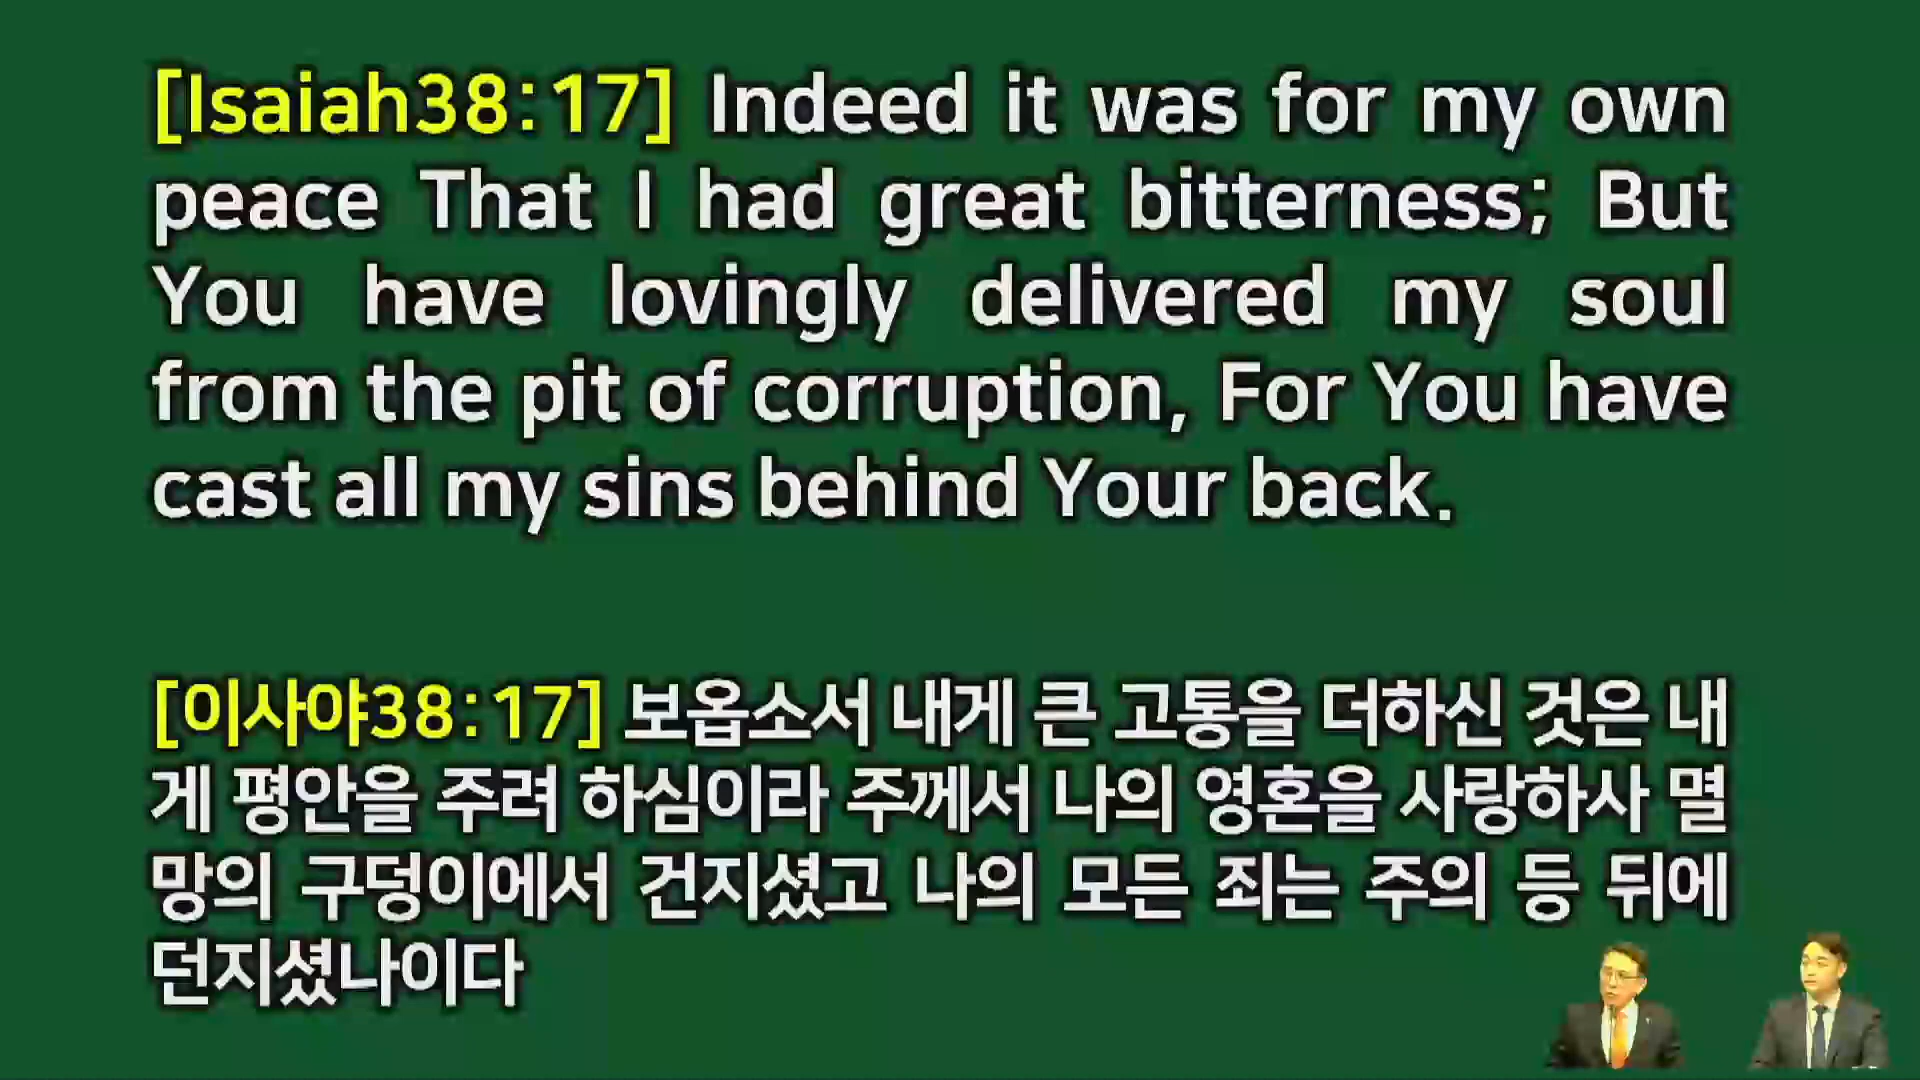 [Isaiah38:17] Indeed it was for my own
peace That I had great bitterness; But
You have lovingly delivered my soul
from the pit of corruption, For You have
cast all my sins behind Your back.
[이사야38:17] 보옵소서 내게 큰 고통을 더하신 것은 내
게 평안을 주려 하심이라 주께서 나의 영혼을 사랑하사 멸
망의 구덩이에서 건지셨고 나의 모든 죄는 주의 등 뒤에
던지셨나이다